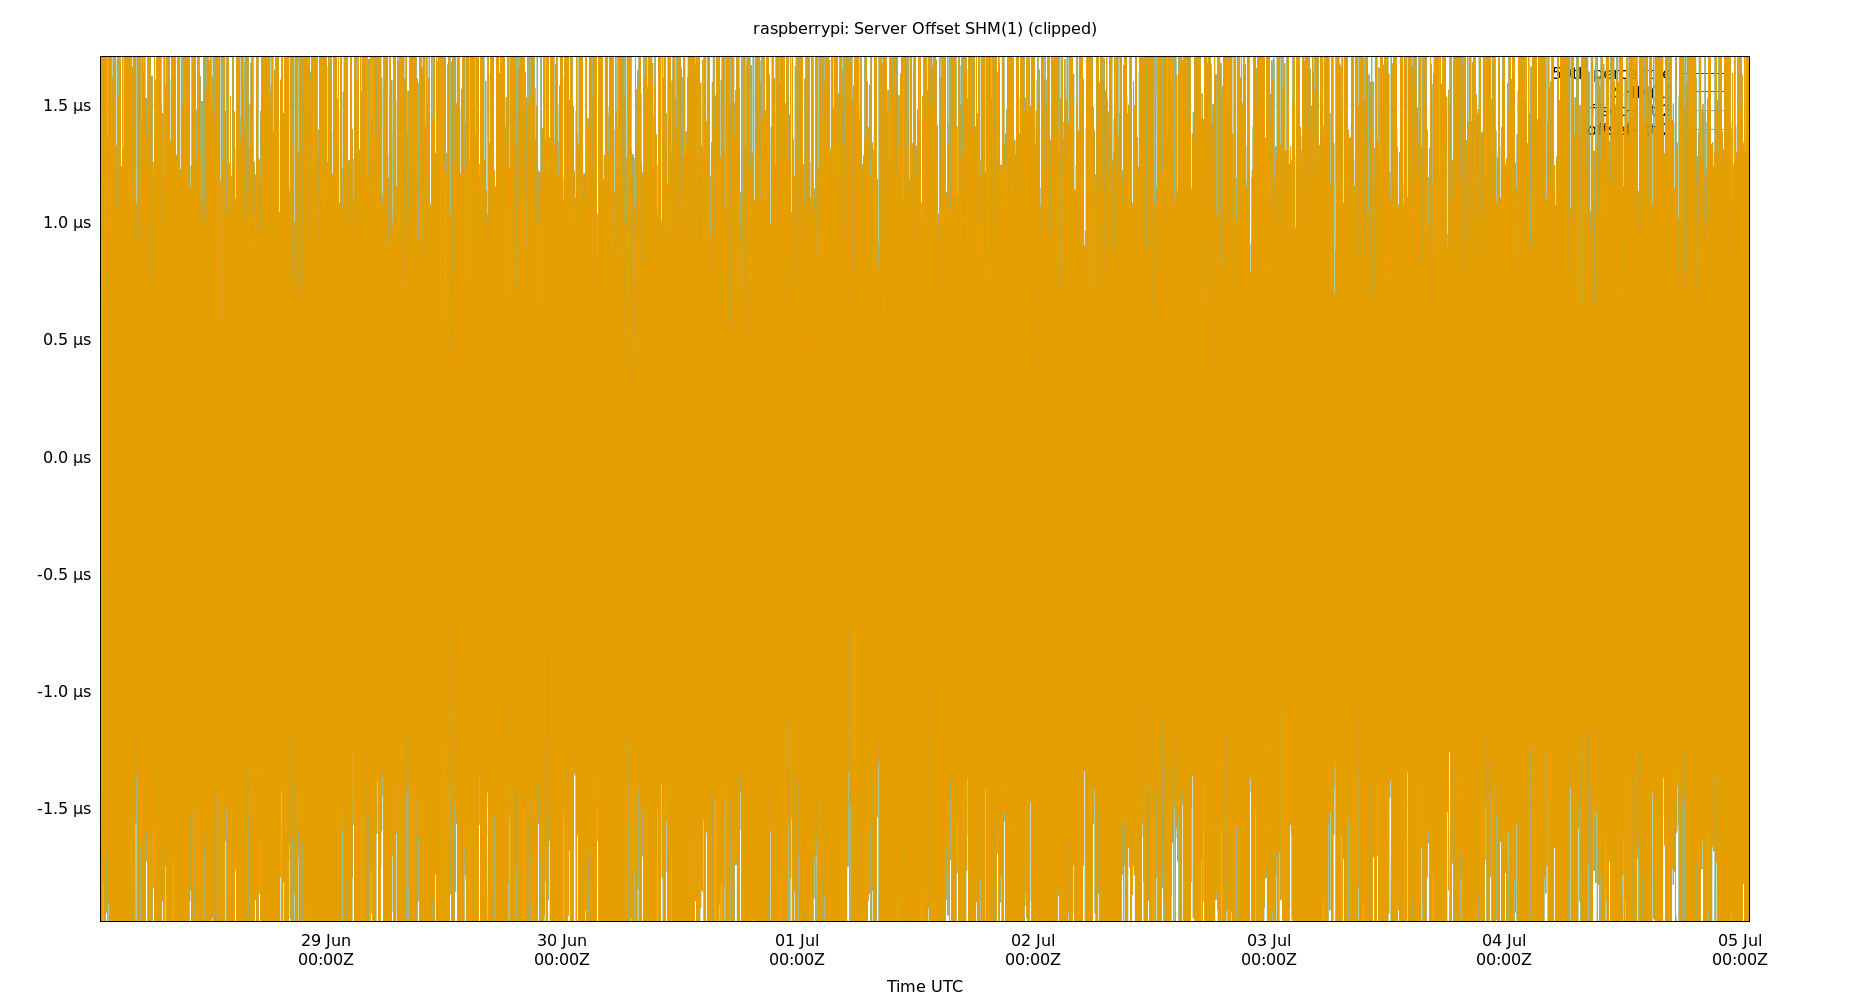 raspberrypi: Server Offset SHM(1) (clipped)
1.5 µs
1.0 µs
0.5 µs
0.0 µs
-0.5 µs
-1.0 µs
-1.5 µs
29 Jun
00:00Z
30 Jun
00:00Z
01 Jul
00:00Z
02 Jul
00:00Z
03 Jul
00:00Z
04 Jul
00:00Z
05 Jul
00:00Z
Time UTC